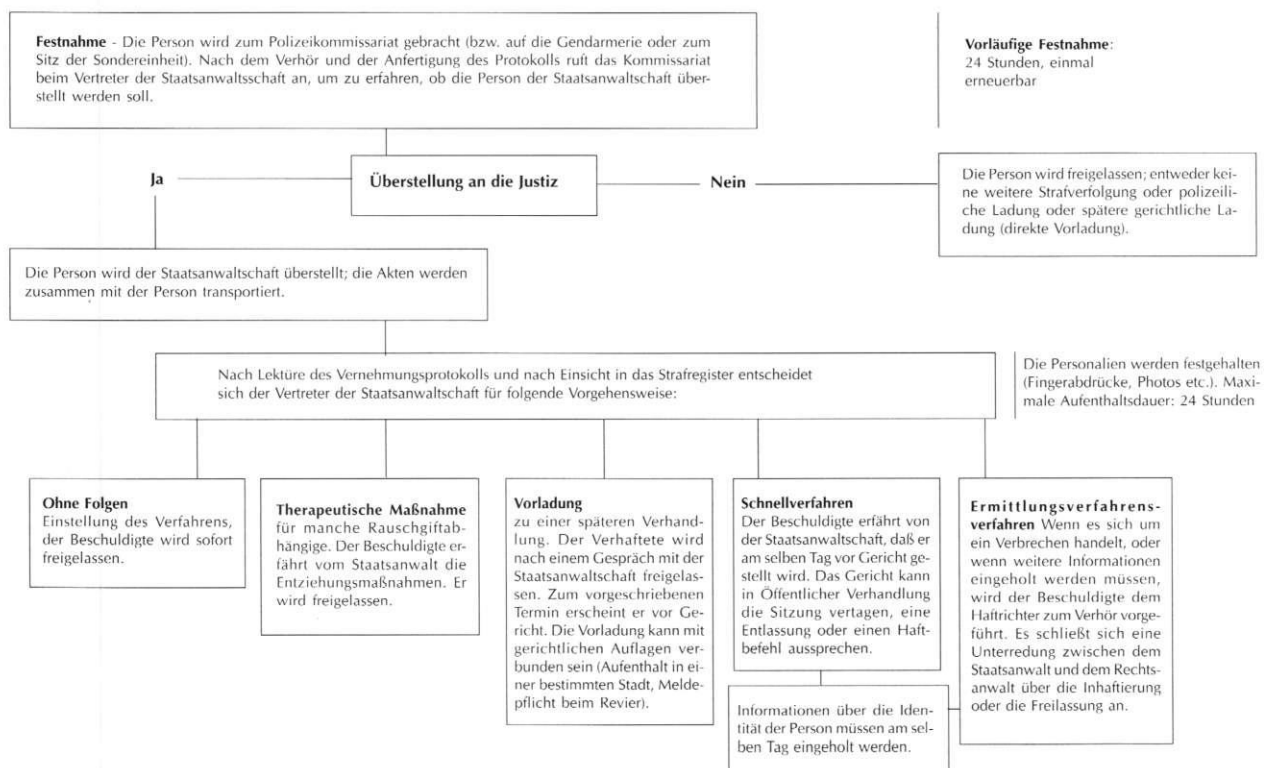 Festnahme - Die Person wird zum Polizeikommissariat gebracht (bzw. auf die Gendarmerie oder zum
Sitz der Sondereinheit). Nach dem Verhör und der Anfertigung des Protokolls ruft das Kommissariat
beim Vertreter der Staatsanwaltsschaft an, um zu erfahren, ob die Person der Staatsanwaltschaft über-
stellt werden soll.
Vorläufige Festnahme:
24 Stunden, einmal
erneuerbar
Ja
Überstellung an die Justiz
Nein
Die Person wird freigelassen; entweder kei-
ne weitere Strafverfolgung oder polizeili-
che Ladung oder spätere gerichtliche La-
dung (direkte Vorladung).
Die Person wird der Staatsanwaltschaft überstellt; die Akten werden
zusammen mit der Person transportiert.
Nach Lektüre des Vernehmungsprotokolls und nach Einsicht in das Strafregister entscheidet
sich der Vertreter der Staatsanwaltschaft für folgende Vorgehensweise:
Die Personalien werden festgehalten
(Fingerabdrücke, Photos etc.). Maxi-
male Aufenthaltsdauer: 24 Stunden
Ohne Folgen
Einstellung des Verfahrens,
der Beschuldigte wird sofort
freigelassen.
Therapeutische Maßnahme
für manche Rauschgiftab-
hängige. Der Beschuldigte er-
fährt vom Staatsanwalt die
Entziehungsmaßnahmen. Er
wird freigelassen.
Vorladung
zu einer späteren Verhand-
lung. Der Verhaftete wird
nach einem Gespräch mit der
Staatsanwaltschaft freigelas-
sen. Zum vorgeschriebenen
Termin erscheint er vor Ge-
richt. Die Vorladung kann mit
gerichtlichen Auflagen ver-
bunden sein (Aufenthalt in ei-
ner bestimmten Stadt, Melde-
pflicht beim Revier).
Schnellverfahren
Der Beschuldigte erfährt von
der Staatsanwaltschaft, daß er
am selben Tag vor Gericht ge-
stellt wird. Das Gericht kann
in Öffentlicher Verhandlung
die Sitzung vertagen, eine
Entlassung oder einen Haft-
befehl aussprechen.
Informationen über die Iden-
tität der Person müssen am sel-
ben Tag eingeholt werden.
Ermittlungsverfahrens-
verfahren Wenn es sich um
ein Verbrechen handelt, oder
wenn weitere Informationen
eingeholt werden müssen,
wird der Beschuldigte dem
Haftrichter zum Verhör vorge-
führt. Es schließt sich eine
Unterredung zwischen dem
Staatsanwalt und dem Rechts-
anwalt über die Inhaftierung
oder die Freilassung an.